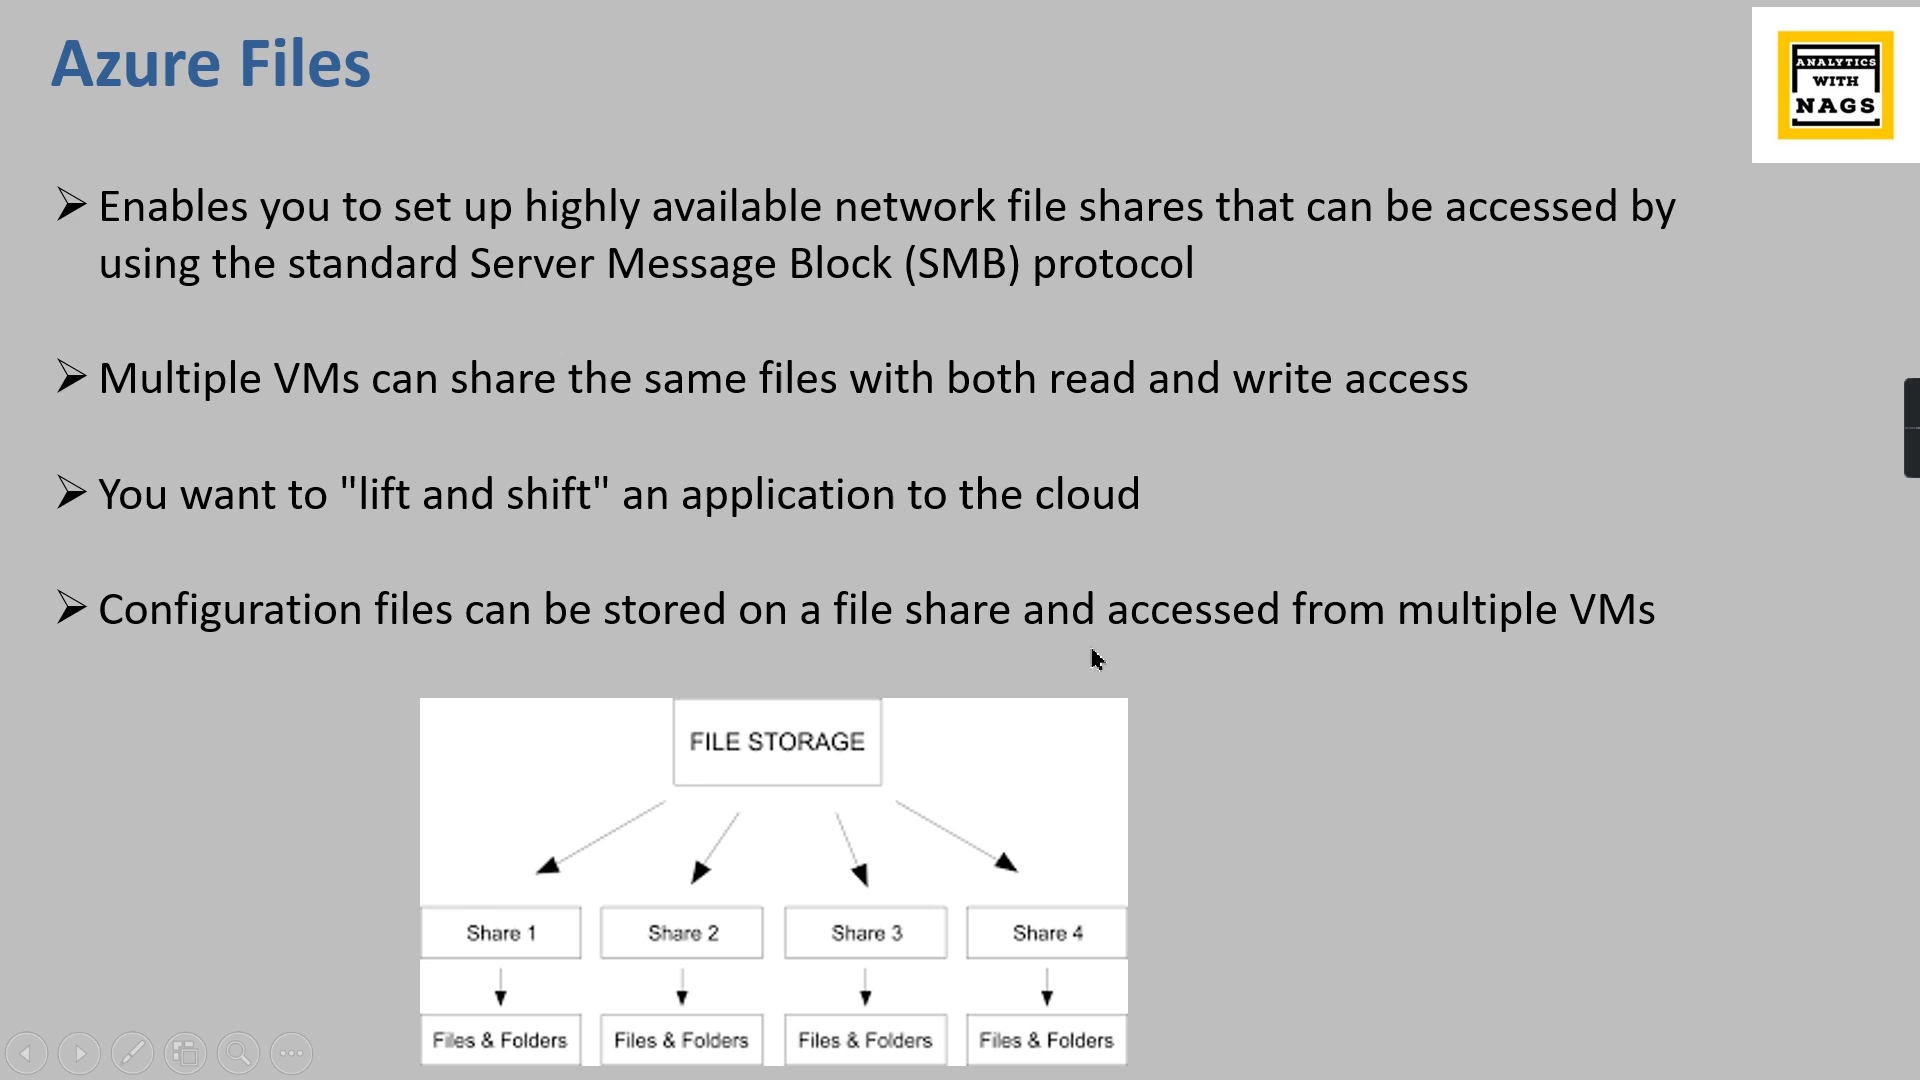 Azure Files
ANALYTICS
WITH
NAGS
Enables you to set up highly available network file shares that can be accessed by
using the standard Server Message Block (SMB) protocol
Multiple VMs can share the same files with both read and write access
You want to "lift and shift" an application to the cloud
Configuration files can be stored on a file share and accessed from multiple VMs
FILE STORAGE
Share 1 Share 2 Share 3 Share 4
Files & Folders Files & Folders Files & Folders Files & Folders